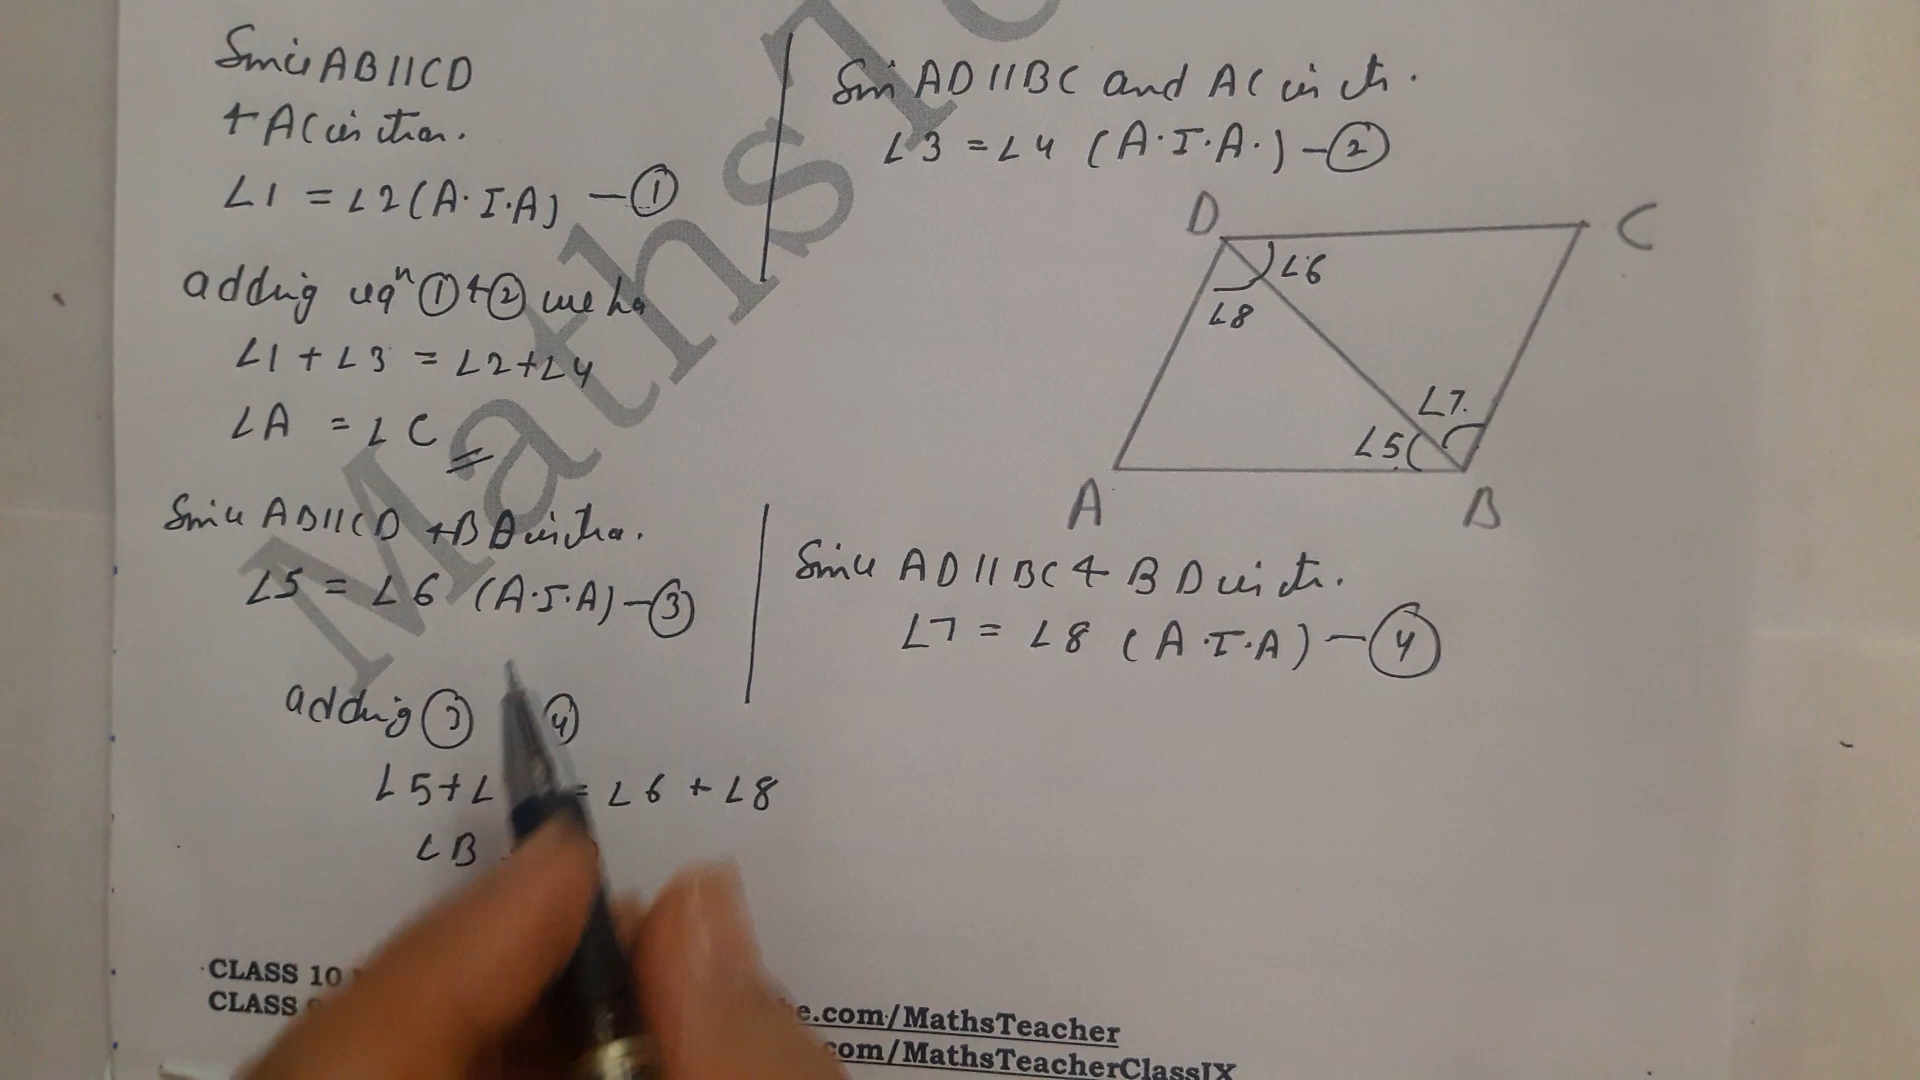 Since AB||CD
+ AC is tran.
∠1 = ∠2 (A.I.A) — ①
adding eqⁿ ① + ② we ha
∠1 + ∠3 = ∠2 + ∠4
∠A = ∠C
Since AB||CD + BD is tra.
∠5 = ∠6 (A.I.A) — ③
adding ③ ④
∠5 + ∠ = ∠6 + ∠8
∠B
Sin AD||BC and AC is tr.
∠3 = ∠4 (A.I.A.) — ②
D
C
∠6
∠8
∠7.
∠5
A
B
Since AD||BC + BD is tr.
∠7 = ∠8 (A.I.A) — ④
Maths
CLASS 10
CLASS
e.com/MathsTeacher
com/MathsTeacherClassIX